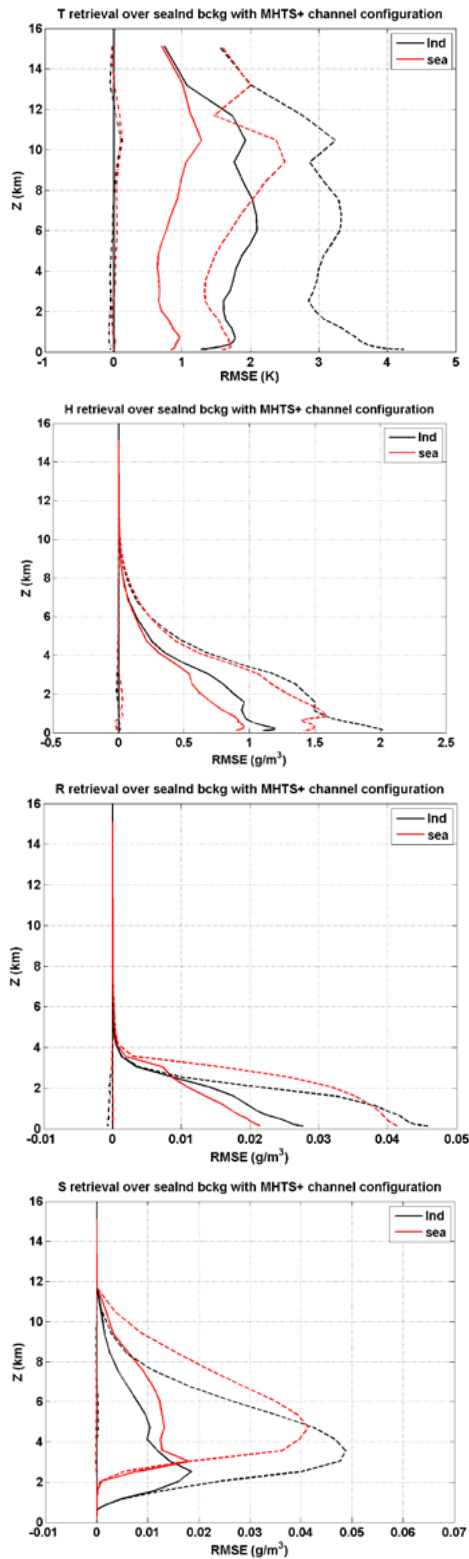 T retrieval over sealnd bckg with MHTS+ channel configuration
16
14
12
10
8
6
4
2
0
Z (km)
lnd
sea
-1 0 1 2 3 4 5
RMSE (K)
H retrieval over sealnd bckg with MHTS+ channel configuration
16
14
12
10
8
6
4
2
0
Z (km)
lnd
sea
-0.5 0 0.5 1 1.5 2 2.5
RMSE (g/m³)
R retrieval over sealnd bckg with MHTS+ channel configuration
16
14
12
10
8
6
4
2
0
Z (km)
lnd
sea
-0.01 0 0.01 0.02 0.03 0.04 0.05
RMSE (g/m³)
S retrieval over sealnd bckg with MHTS+ channel configuration
16
14
12
10
8
6
4
2
0
Z (km)
lnd
sea
-0.01 0 0.01 0.02 0.03 0.04 0.05 0.06 0.07
RMSE (g/m³)